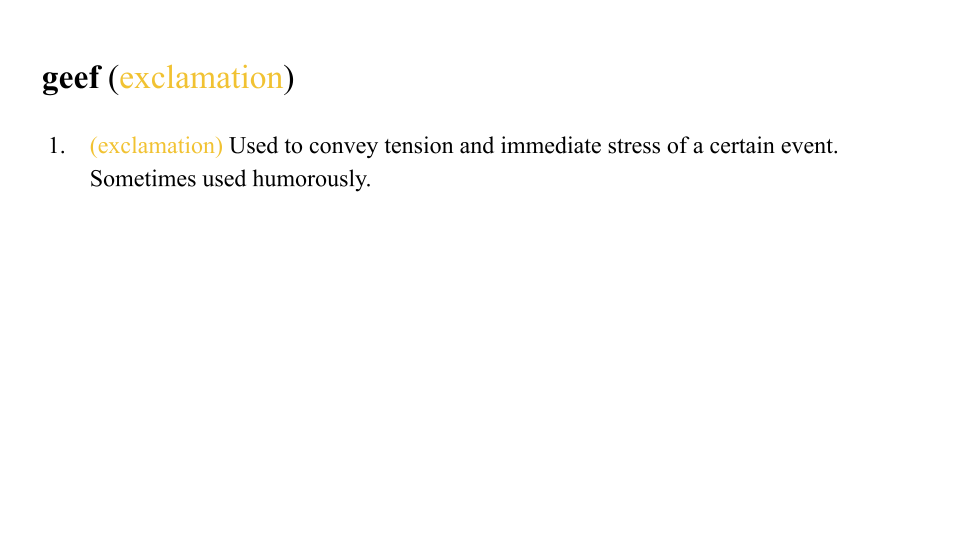 geef (exclamation)
1. (exclamation) Used to convey tension and immediate stress of a certain event.
Sometimes used humorously.